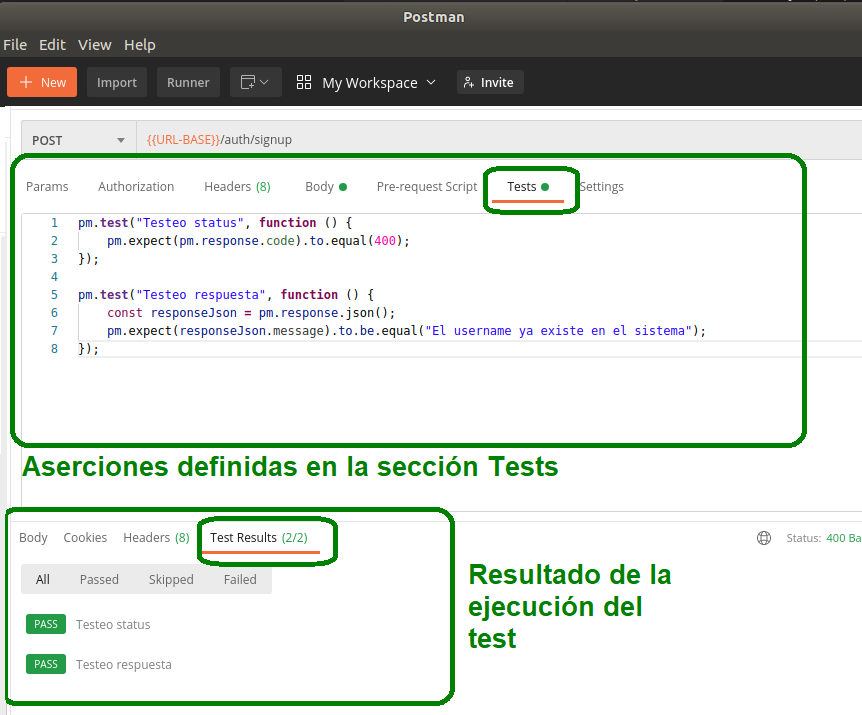 Postman
File Edit View Help
+ New Import Runner My Workspace Invite
POST {{URL-BASE}}/auth/signup
Params Authorization Headers (8) Body Pre-request Script Tests Settings
1 pm.test("Testeo status", function () {
2 pm.expect(pm.response.code).to.equal(400);
3 });
4
5 pm.test("Testeo respuesta", function () {
6 const responseJson = pm.response.json();
7 pm.expect(responseJson.message).to.be.equal("El username ya existe en el sistema");
8 });
Aserciones definidas en la sección Tests
Body Cookies Headers (8) Test Results (2/2) Status: 400 Ba
All Passed Skipped Failed
PASS Testeo status
PASS Testeo respuesta
Resultado de la
ejecución del
test